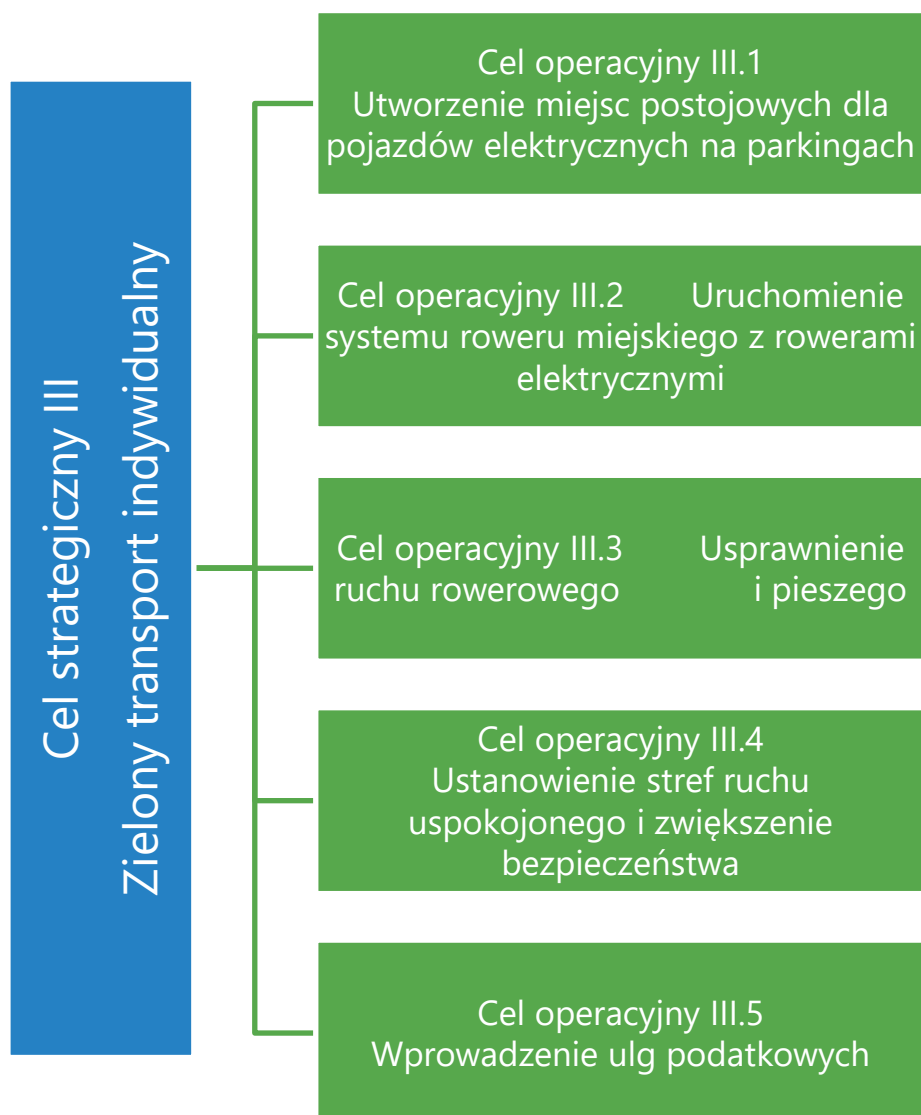 Cel strategiczny III
Zielony transport indywidualny
Cel operacyjny III.1
Utworzenie miejsc postojowych dla
pojazdów elektrycznych na parkingach
Cel operacyjny III.2 Uruchomienie
systemu roweru miejskiego z rowerami
elektrycznymi
Cel operacyjny III.3 Usprawnienie
ruchu rowerowego i pieszego
Cel operacyjny III.4
Ustanowienie stref ruchu
uspokojonego i zwiększenie
bezpieczeństwa
Cel operacyjny III.5
Wprowadzenie ulg podatkowych